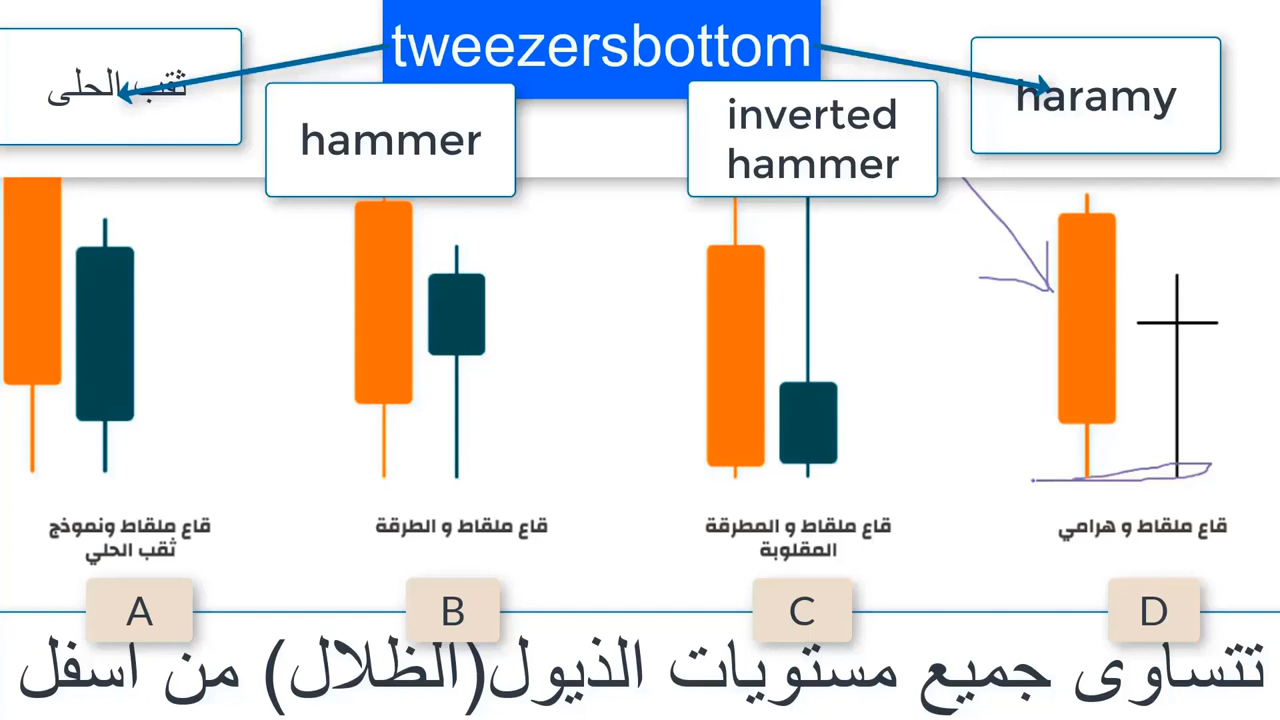 tweezersbottom
ثقب الحلى
hammer
inverted
hammer
haramy
قاع ملقاط ونموذج
ثقب الحلي
قاع ملقاط و الطرقة
قاع ملقاط و المطرقة
المقلوبة
قاع ملقاط و هرامي
A
B
C
D
تتساوى جميع مستويات الذيول(الظلال) من اسفل